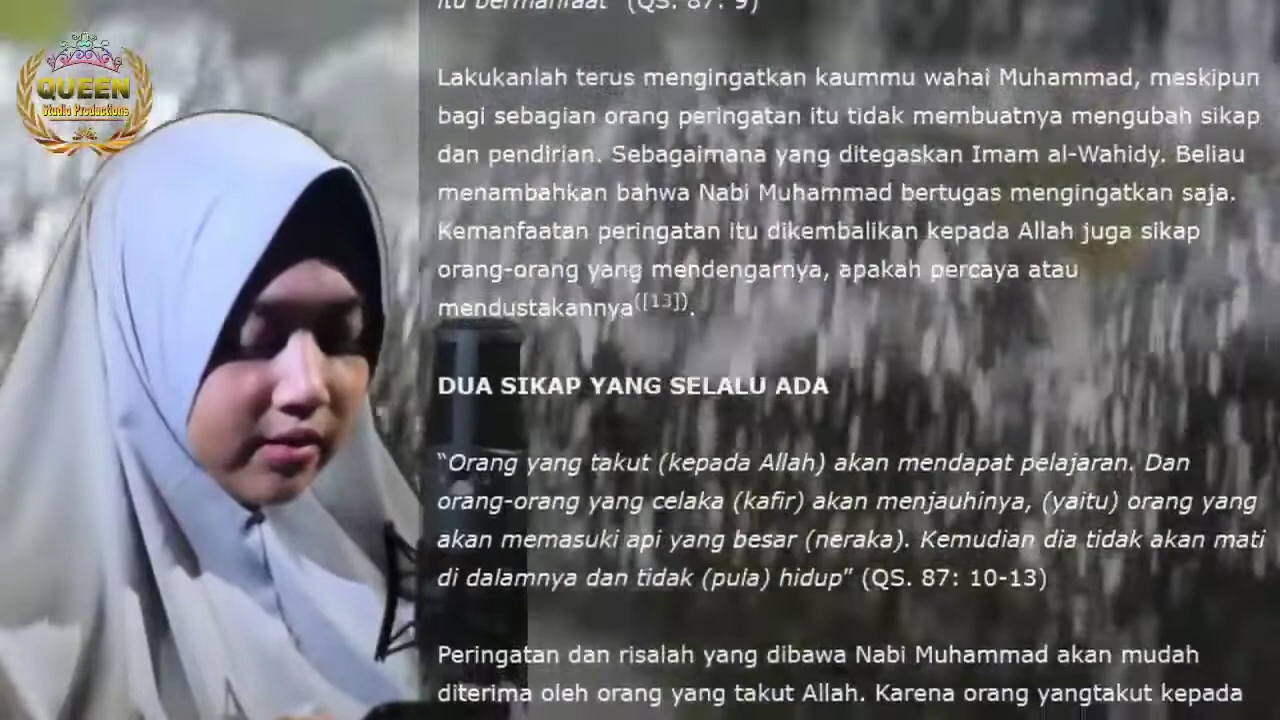 QUEEN
Studio Productions
itu bermanfaat" (QS. 87: 9)
Lakukanlah terus mengingatkan kaummu wahai Muhammad, meskipun
bagi sebagian orang peringatan itu tidak membuatnya mengubah sikap
dan pendirian. Sebagaimana yang ditegaskan Imam al-Wahidy. Beliau
menambahkan bahwa Nabi Muhammad bertugas mengingatkan saja.
Kemanfaatan peringatan itu dikembalikan kepada Allah juga sikap
orang-orang yang mendengarnya, apakah percaya atau
mendustakannya([13]).
DUA SIKAP YANG SELALU ADA
"Orang yang takut (kepada Allah) akan mendapat pelajaran. Dan
orang-orang yang celaka (kafir) akan menjauhinya, (yaitu) orang yang
akan memasuki api yang besar (neraka). Kemudian dia tidak akan mati
di dalamnya dan tidak (pula) hidup" (QS. 87: 10-13)
Peringatan dan risalah yang dibawa Nabi Muhammad akan mudah
diterima oleh orang yang takut Allah. Karena orang yangtakut kepada